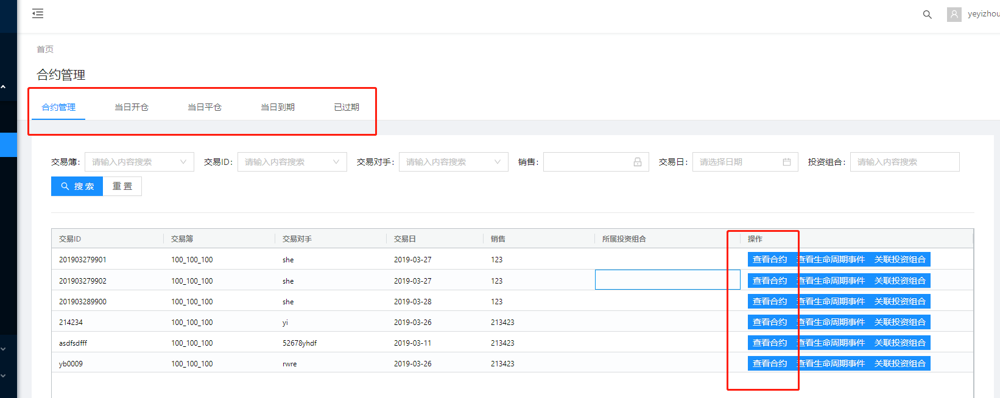 yeyizhou
首页
合约管理
合约管理 当日开仓 当日平仓 当日到期 已过期
交易簿: 请输入内容搜索 交易ID: 请输入内容搜索 交易对手: 请输入内容搜索 销售: 交易日: 请选择日期 投资组合: 请输入内容搜索
搜索 重置
交易ID 交易簿 交易对手 交易日 销售 所属投资组合 操作
201903279901 100_100_100 she 2019-03-27 123 查看合约 查看生命周期事件 关联投资组合
201903279902 100_100_100 she 2019-03-27 123 查看合约 查看生命周期事件 关联投资组合
201903289900 100_100_100 she 2019-03-28 123 查看合约 查看生命周期事件 关联投资组合
214234 100_100_100 yi 2019-03-26 213423 查看合约 查看生命周期事件 关联投资组合
asdfsdfff 100_100_100 52678yhdf 2019-03-11 213423 查看合约 查看生命周期事件 关联投资组合
yb0009 100_100_100 rwre 2019-03-26 213423 查看合约 查看生命周期事件 关联投资组合